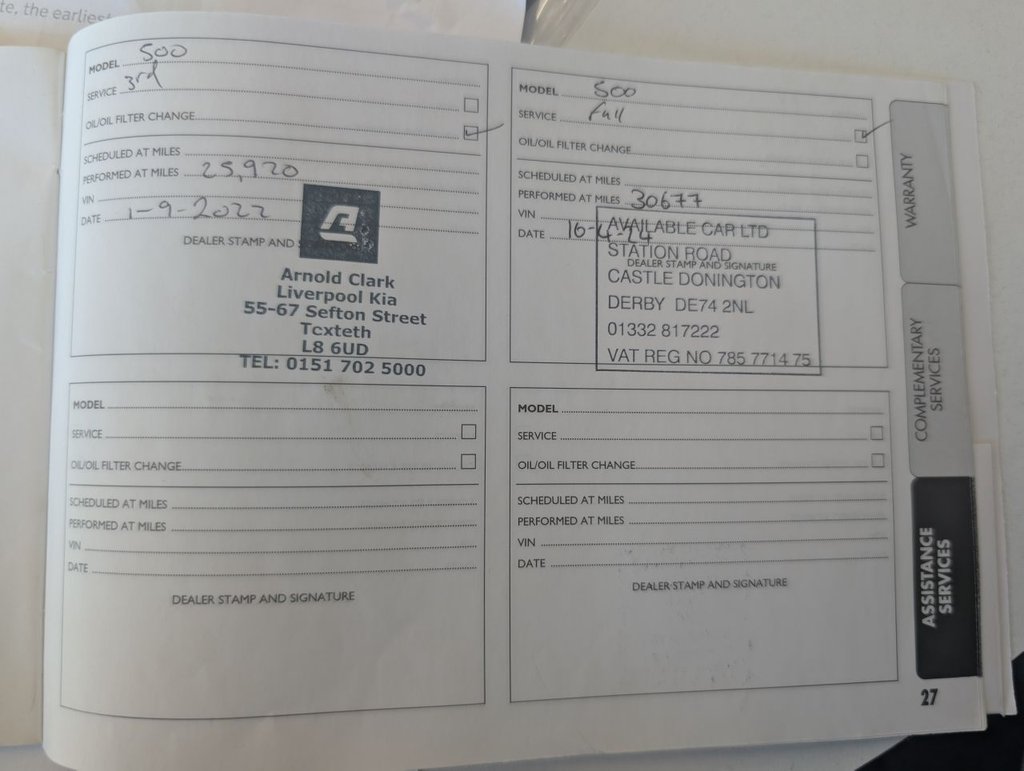 te, the earlies
MODEL 500
SERVICE 3rd
OIL/OIL FILTER CHANGE
SCHEDULED AT MILES
PERFORMED AT MILES 25,920
VIN
DATE 1-9-2022
DEALER STAMP AND S
Arnold Clark
Liverpool Kia
55-67 Sefton Street
Tcxteth
L8 6UD
TEL: 0151 702 5000
MODEL 500
SERVICE Full
OIL/OIL FILTER CHANGE
SCHEDULED AT MILES
PERFORMED AT MILES 30677
VIN
DATE 16-4-24
DEALER STAMP AND SIGNATURE
AVAILABLE CAR LTD
STATION ROAD
CASTLE DONINGTON
DERBY DE74 2NL
01332 817222
VAT REG NO 785 7714 75
MODEL
SERVICE
OIL/OIL FILTER CHANGE
SCHEDULED AT MILES
PERFORMED AT MILES
VIN
DATE
DEALER STAMP AND SIGNATURE
MODEL
SERVICE
OIL/OIL FILTER CHANGE
SCHEDULED AT MILES
PERFORMED AT MILES
VIN
DATE
DEALER STAMP AND SIGNATURE
WARRANTY
COMPLEMENTARY
SERVICES
ASSISTANCE
SERVICES
27